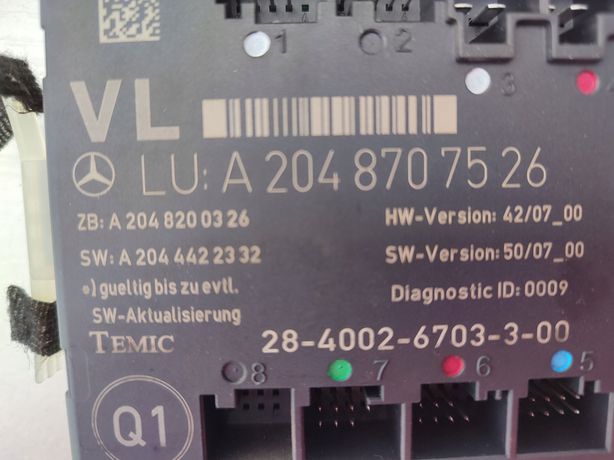 1
2
VL
3
4
LU: A 204 870 75 26
ZB: A 204 820 03 26
HW-Version: 42/07_00
SW: A 204 442 23 32
SW-Version: 50/07_00
*) gueltig bis zu evtl.
SW-Aktualisierung
Diagnostic ID: 0009
TEMIC
28-4002-6703-3-00
8
7
6
5
Q1